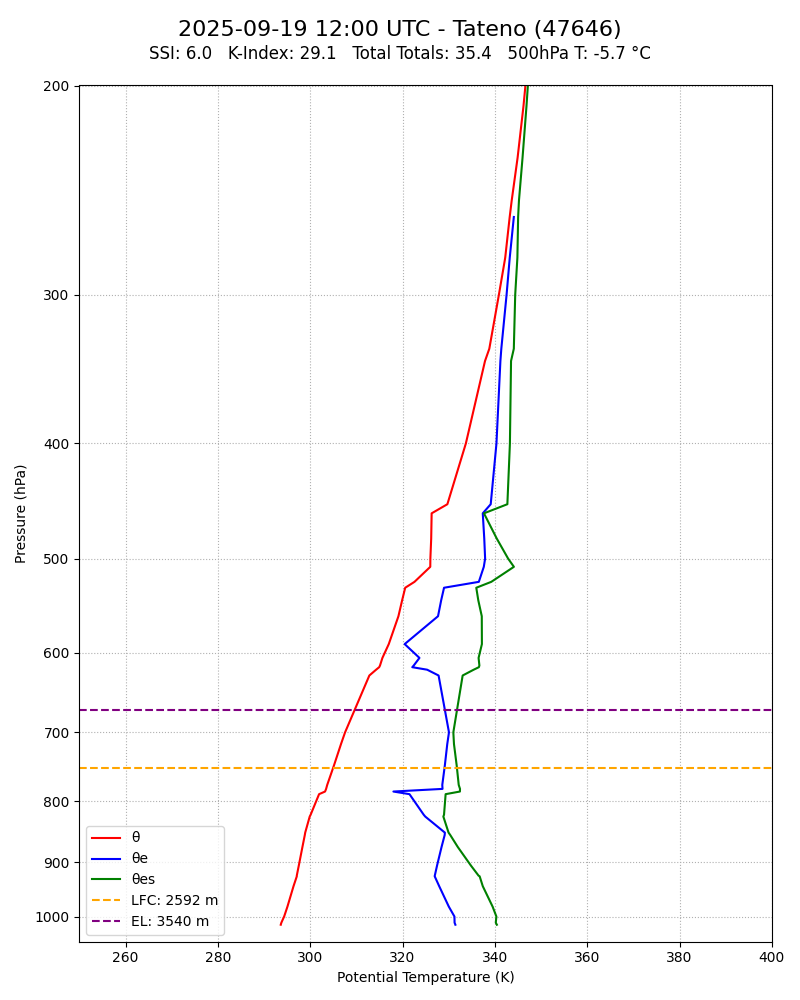 2025-09-19 12:00 UTC - Tateno (47646)
SSI: 6.0 K-Index: 29.1 Total Totals: 35.4 500hPa T: -5.7 °C
200
300
400
500
600
700
800
900
1000
Pressure (hPa)
θ
θe
θes
LFC: 2592 m
EL: 3540 m
260 280 300 320 340 360 380 400
Potential Temperature (K)